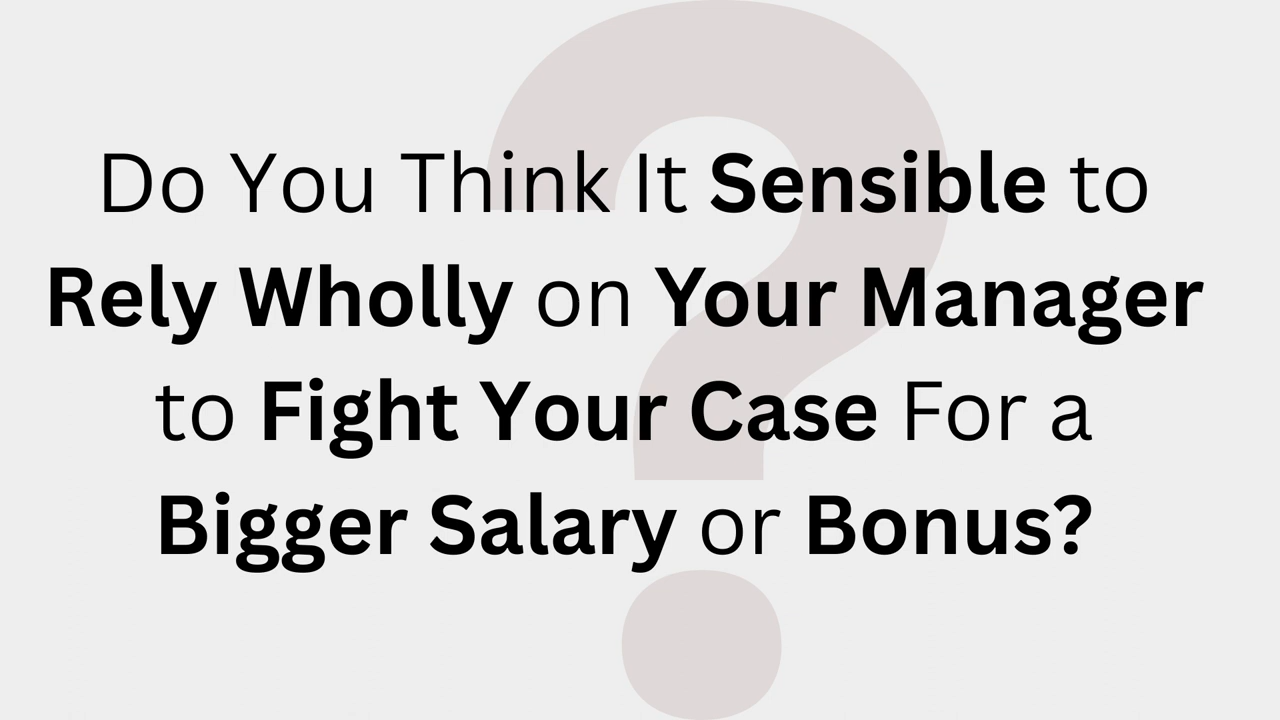 Do You Think It Sensible to
Rely Wholly on Your Manager
to Fight Your Case For a
Bigger Salary or Bonus?